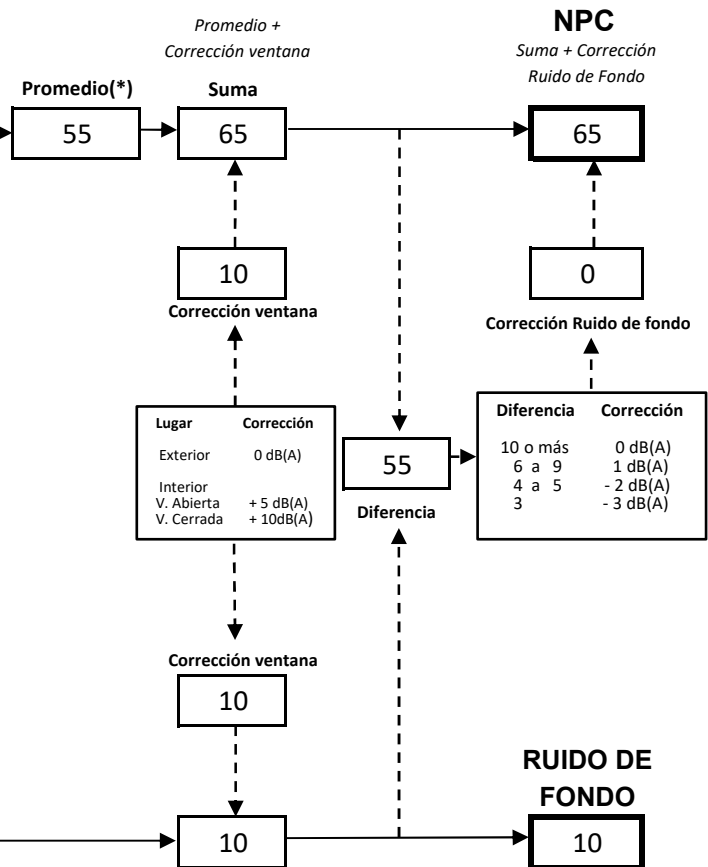 Promedio +
Corrección ventana
NPC
Suma + Corrección
Ruido de Fondo
Promedio(*)
Suma
55
65
65
10
0
Corrección ventana
Corrección Ruido de fondo
Lugar Corrección
Exterior 0 dB(A)
Interior
V. Abierta + 5 dB(A)
V. Cerrada + 10dB(A)
55
Diferencia
Diferencia Corrección
10 o más 0 dB(A)
6 a 9 1 dB(A)
4 a 5 - 2 dB(A)
3 - 3 dB(A)
Corrección ventana
10
RUIDO DE
FONDO
10
10